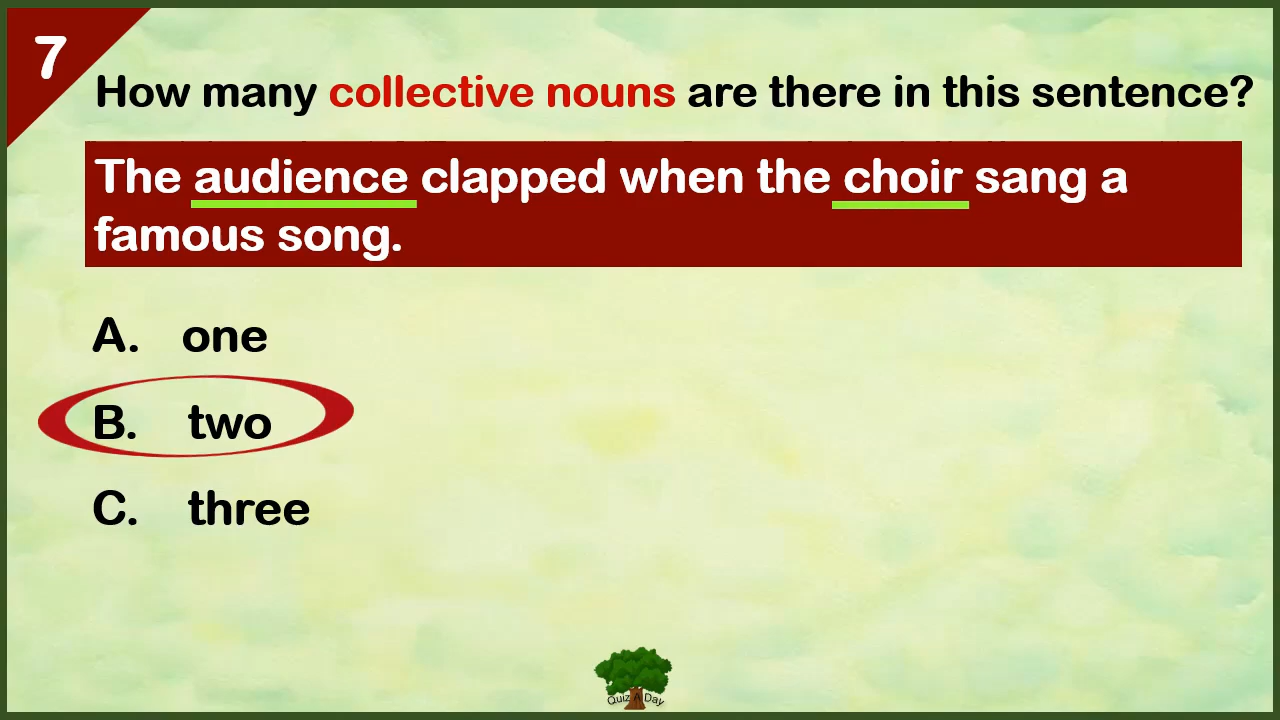 7
How many collective nouns are there in this sentence?
The audience clapped when the choir sang a
famous song.
A. one
B. two
C. three
Quiz A Day